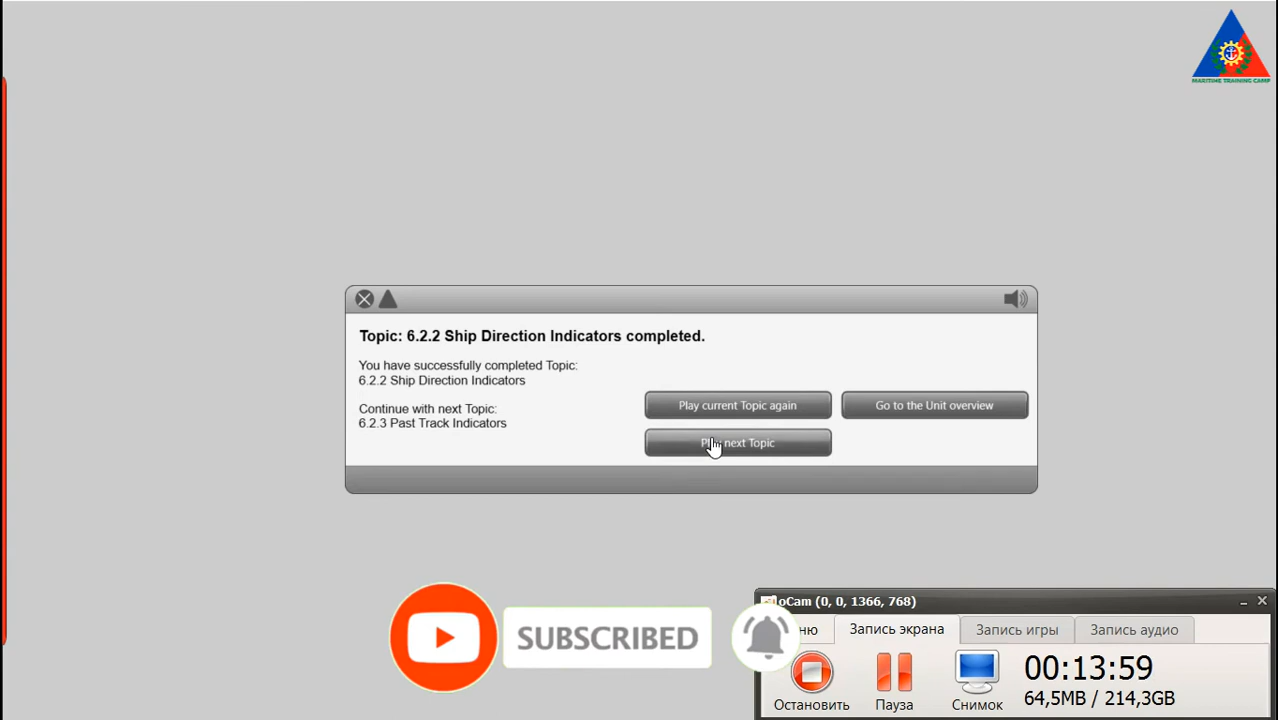 MARITIME TRAINING CAMP
Topic: 6.2.2 Ship Direction Indicators completed.
You have successfully completed Topic:
6.2.2 Ship Direction Indicators
Continue with next Topic:
6.2.3 Past Track Indicators
Play current Topic again
Go to the Unit overview
next Topic
SUBSCRIBED
oCam (0, 0, 1366, 768)
Запись экрана
Запись игры
Запись аудио
00:13:59
64,5MB / 214,3GB
Остановить
Пауза
Снимок